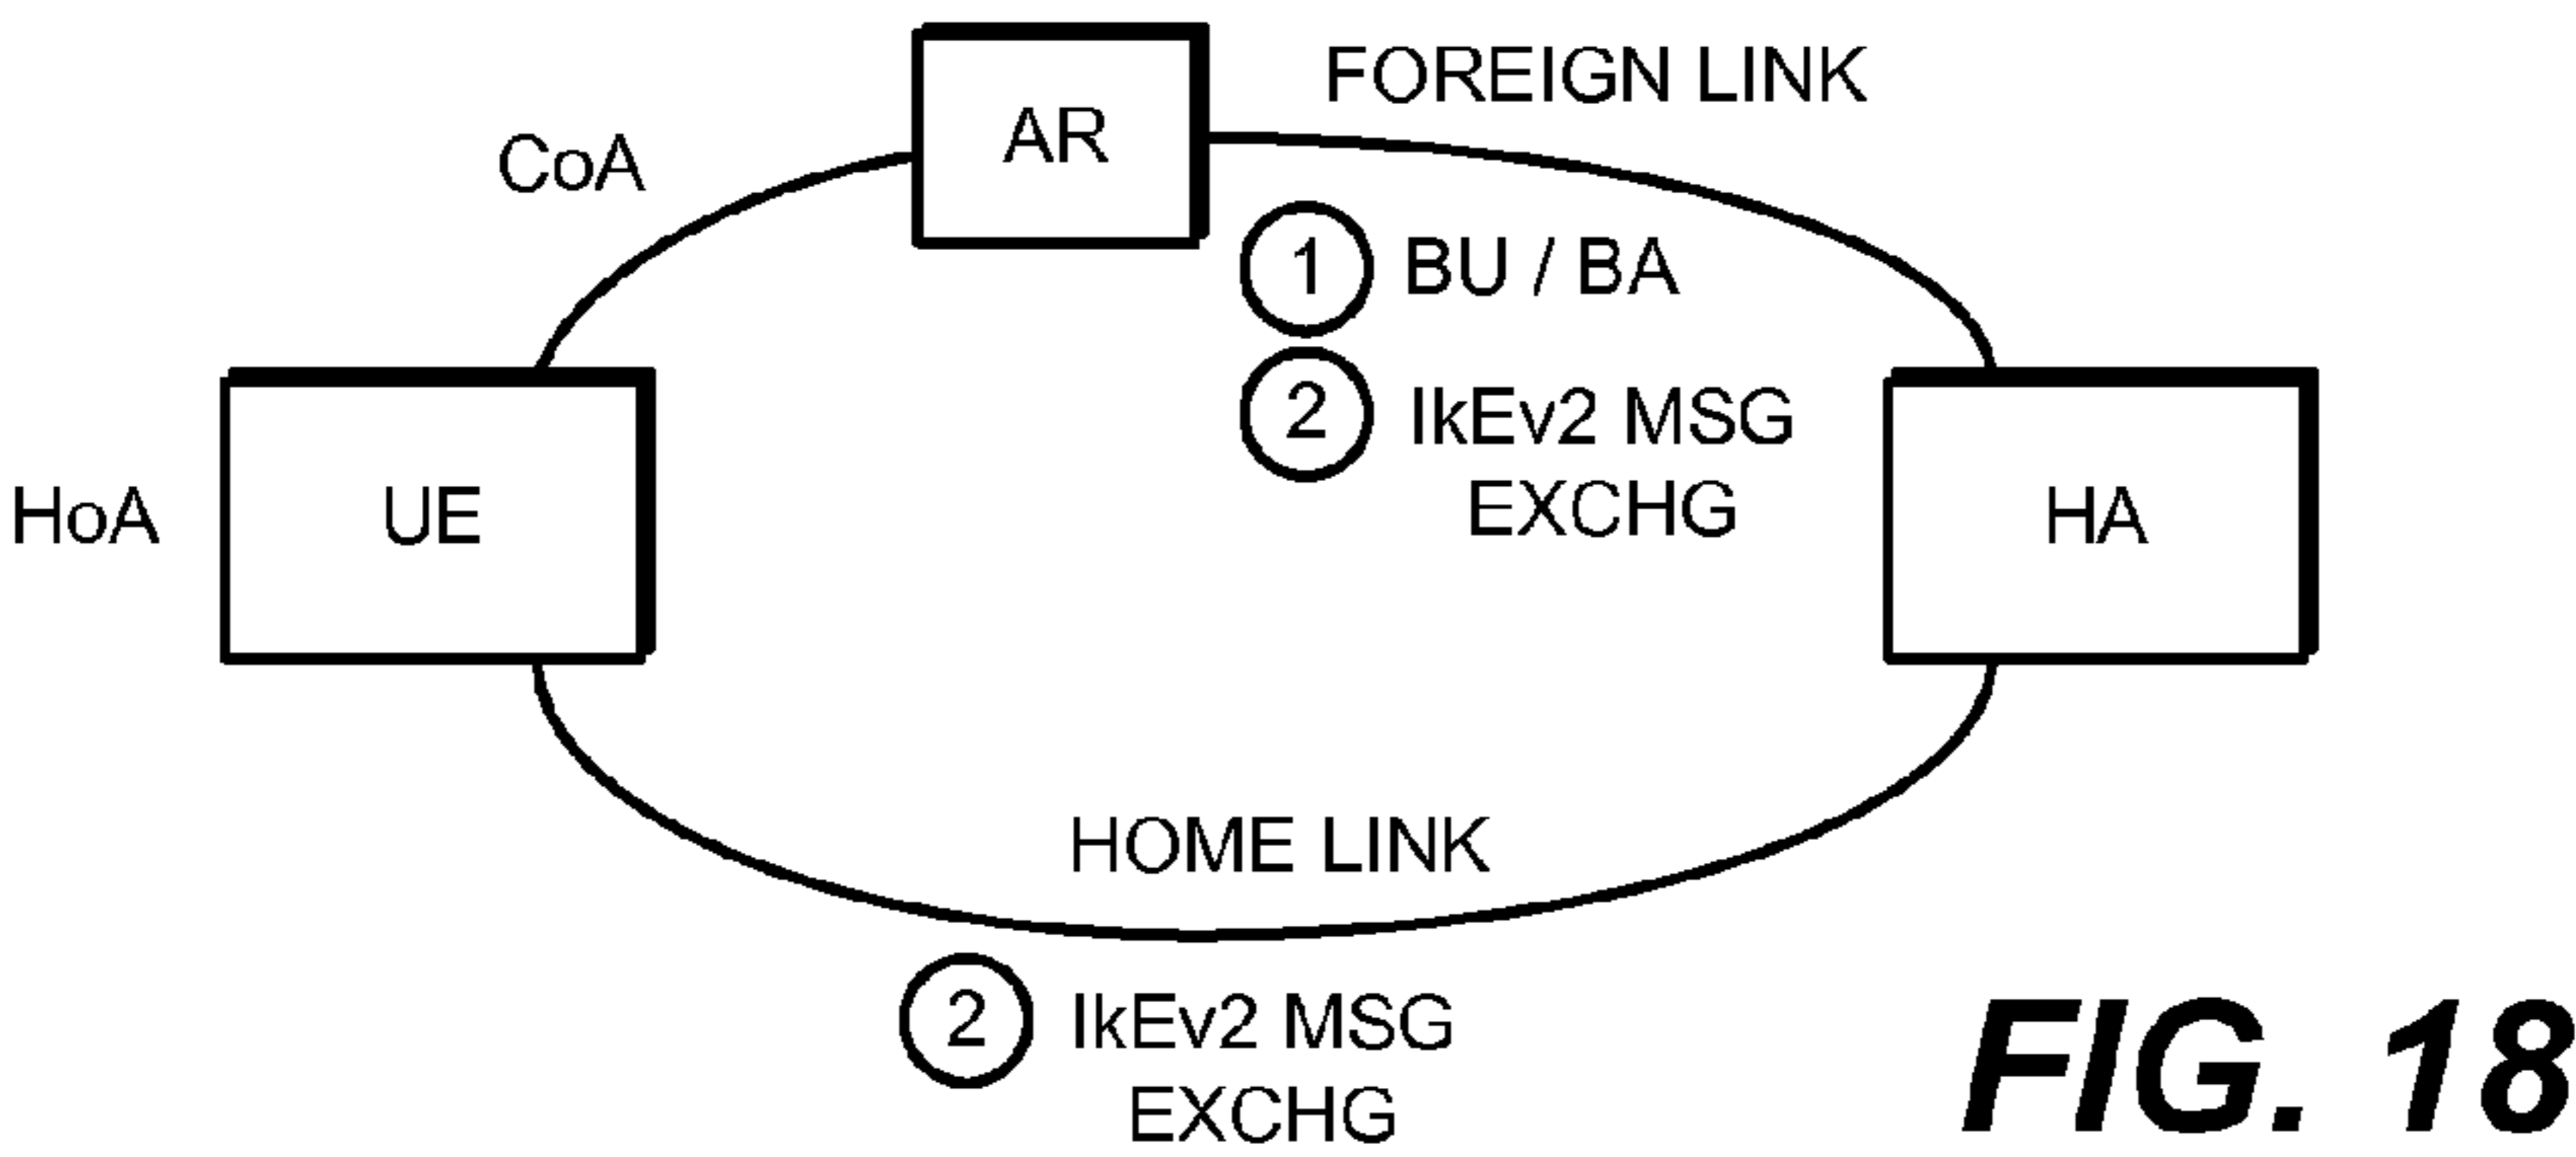 FOREIGN LINK
AR
CoA
1 BU / BA
2 IkEv2 MSG
EXCHG
HoA
UE
HA
HOME LINK
2 IkEv2 MSG
EXCHG
FIG. 18